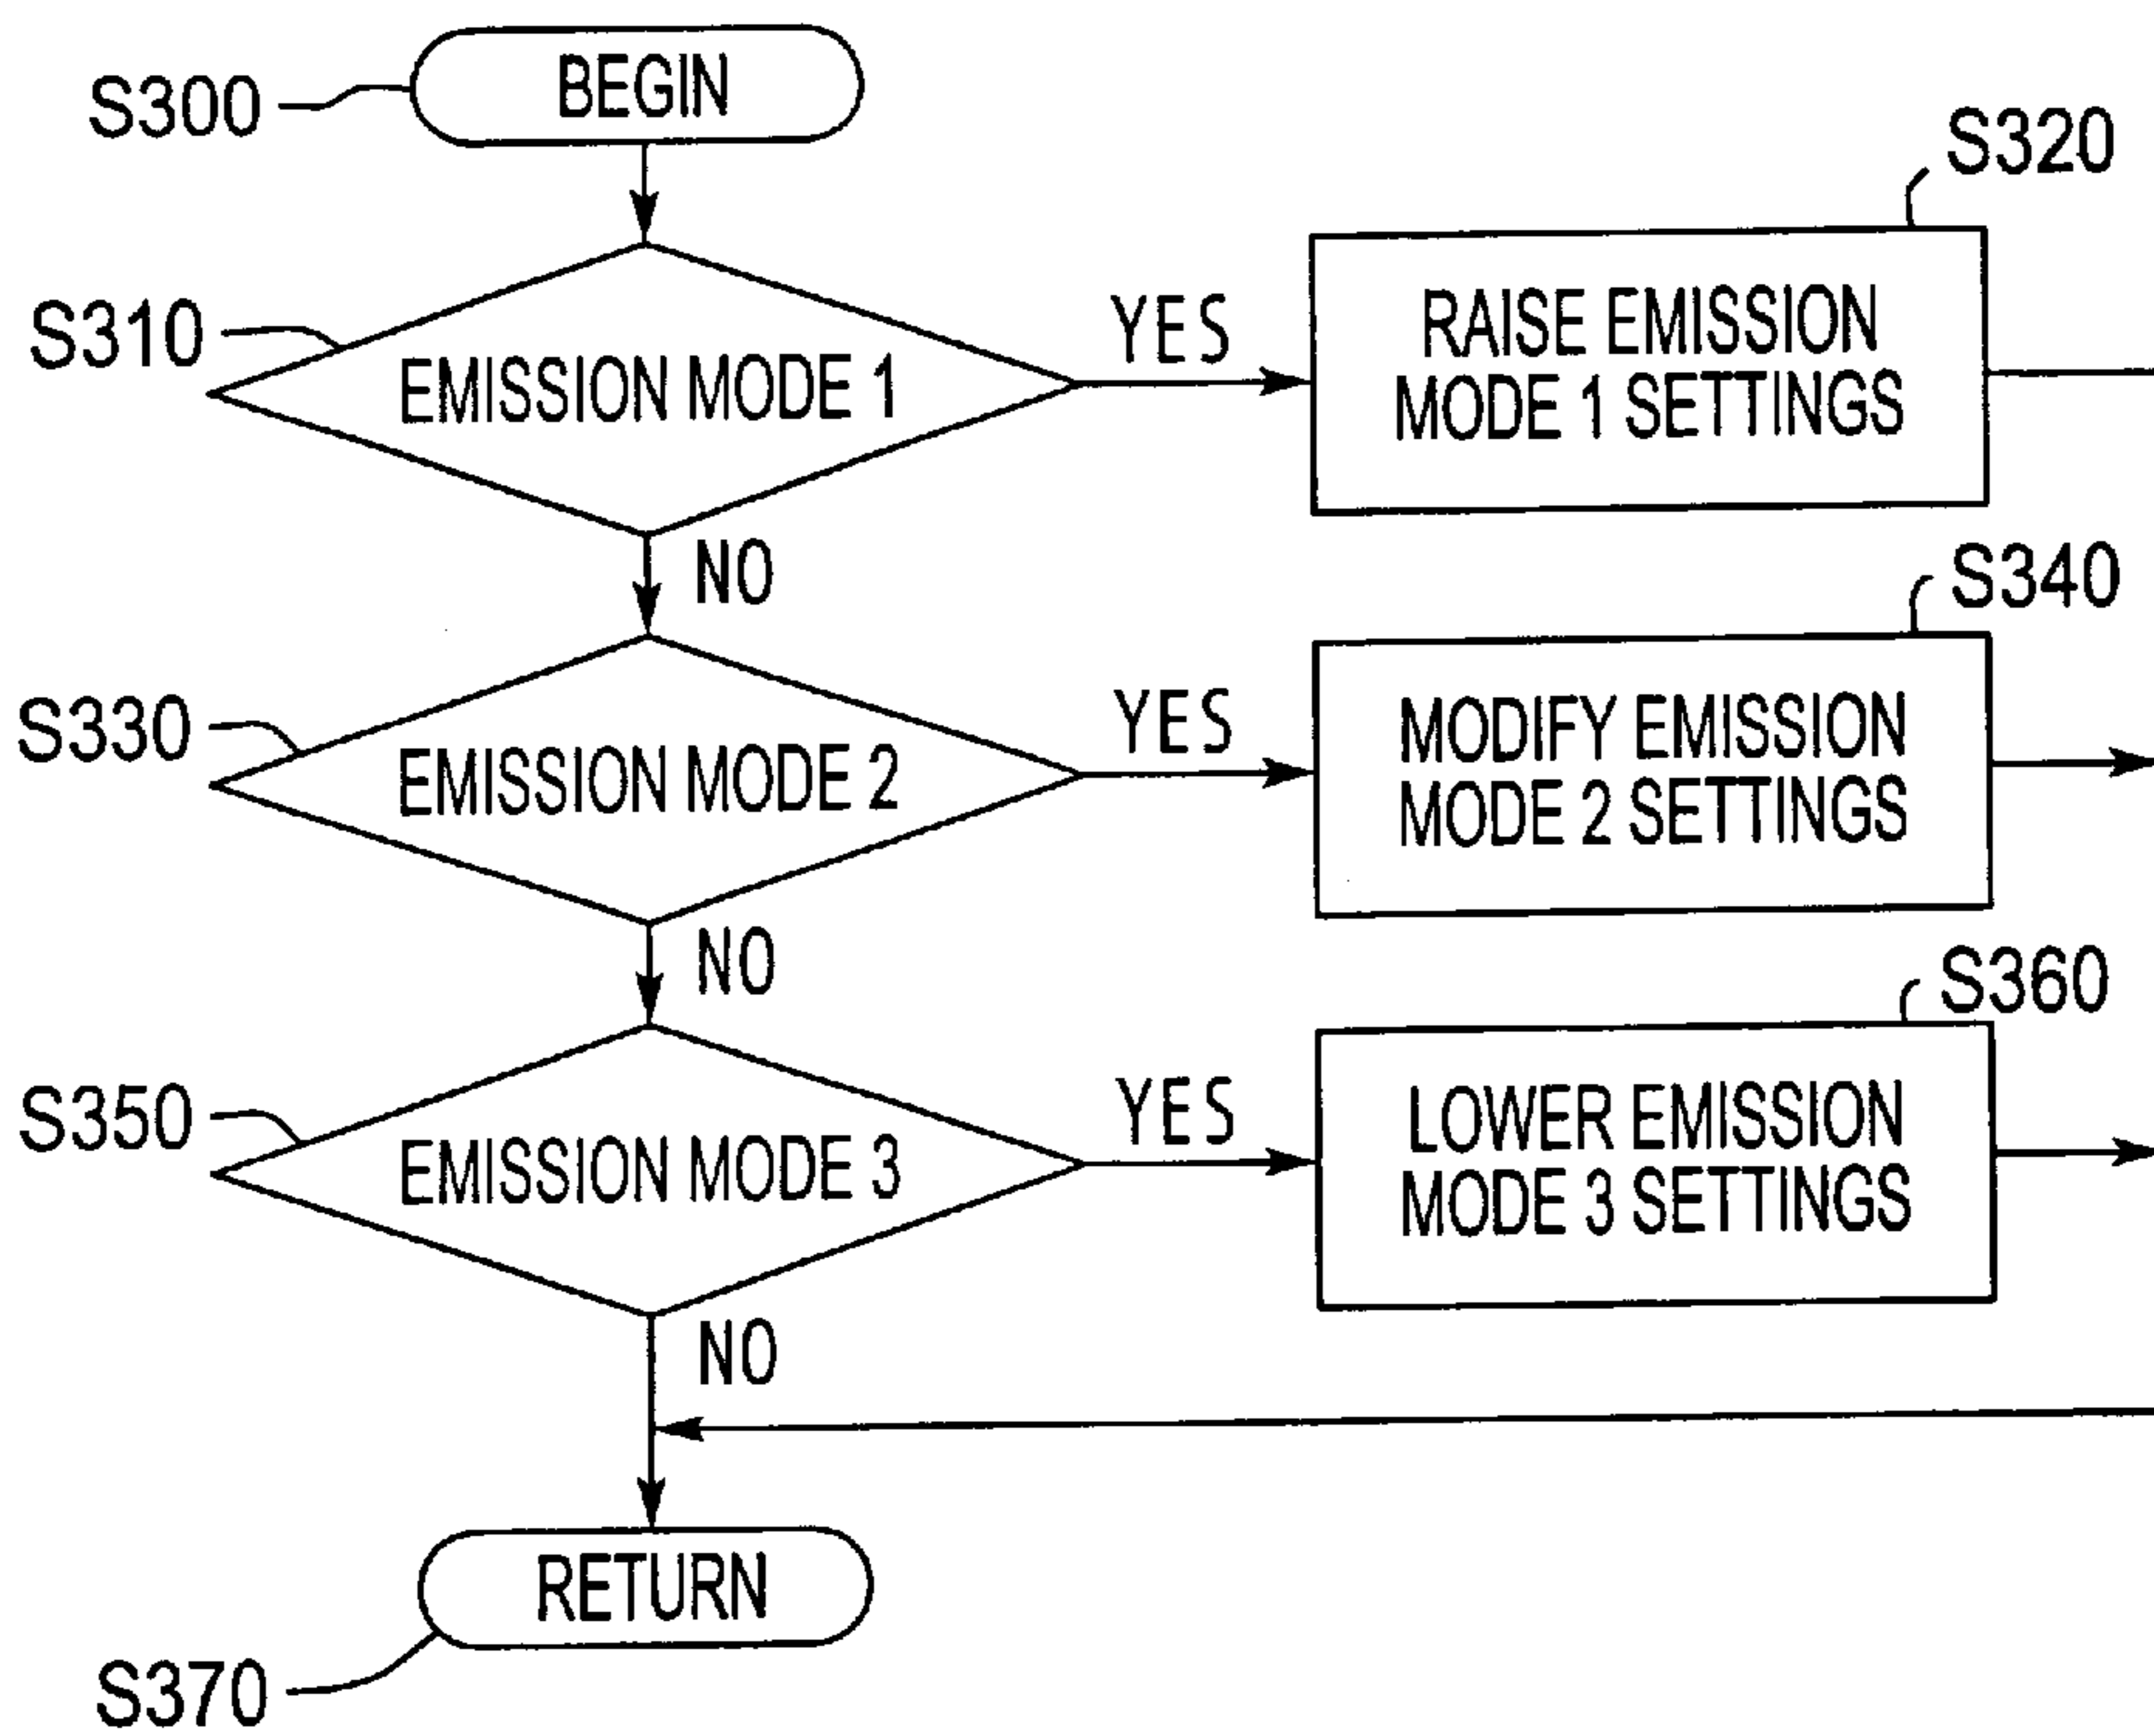 S300
BEGIN
S310
EMISSION MODE 1
YES
S320
RAISE EMISSION
MODE 1 SETTINGS
NO
S330
EMISSION MODE 2
YES
S340
MODIFY EMISSION
MODE 2 SETTINGS
NO
S350
EMISSION MODE 3
YES
S360
LOWER EMISSION
MODE 3 SETTINGS
NO
RETURN
S370